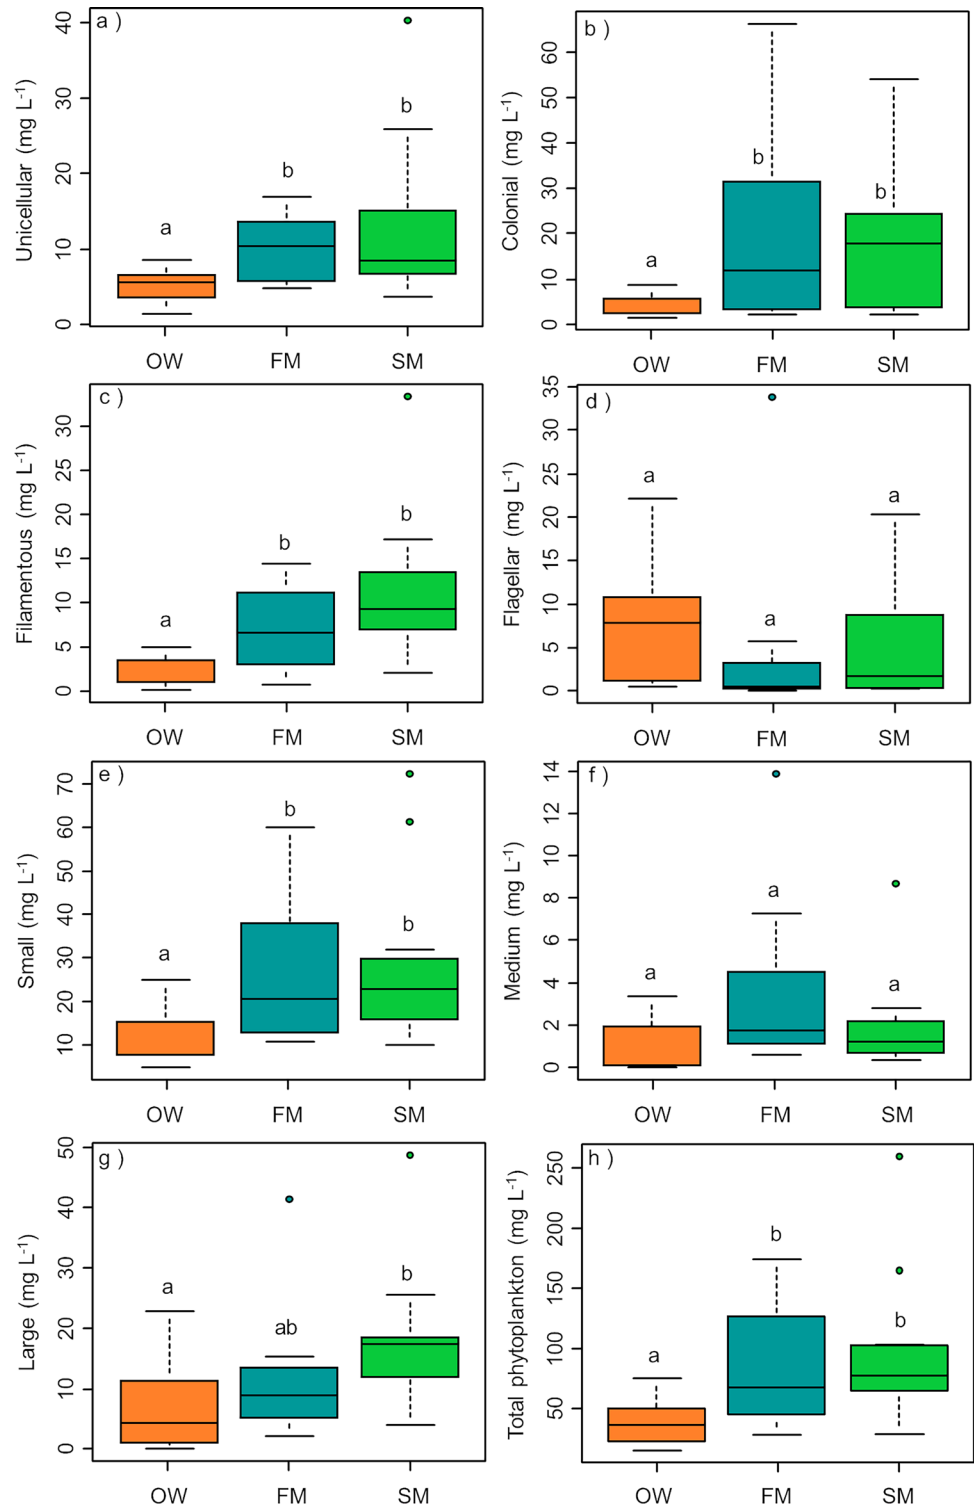 a )
Unicellular (mg L-1)
40
30
20
10
0
a
b
b
OW FM SM
b )
Colonial (mg L-1)
60
50
40
30
20
10
0
a
b
b
OW FM SM
c )
Filamentous (mg L-1)
30
25
20
15
10
5
0
a
b
b
OW FM SM
d )
Flagellar (mg L-1)
35
30
25
20
15
10
5
0
a
a
a
OW FM SM
e )
Small (mg L-1)
70
60
50
40
30
20
10
a
b
b
OW FM SM
f )
Medium (mg L-1)
14
12
10
8
6
4
2
0
a
a
a
OW FM SM
g )
Large (mg L-1)
50
40
30
20
10
0
a
ab
b
OW FM SM
h )
Total phytoplankton (mg L-1)
250
200
150
100
50
a
b
b
OW FM SM